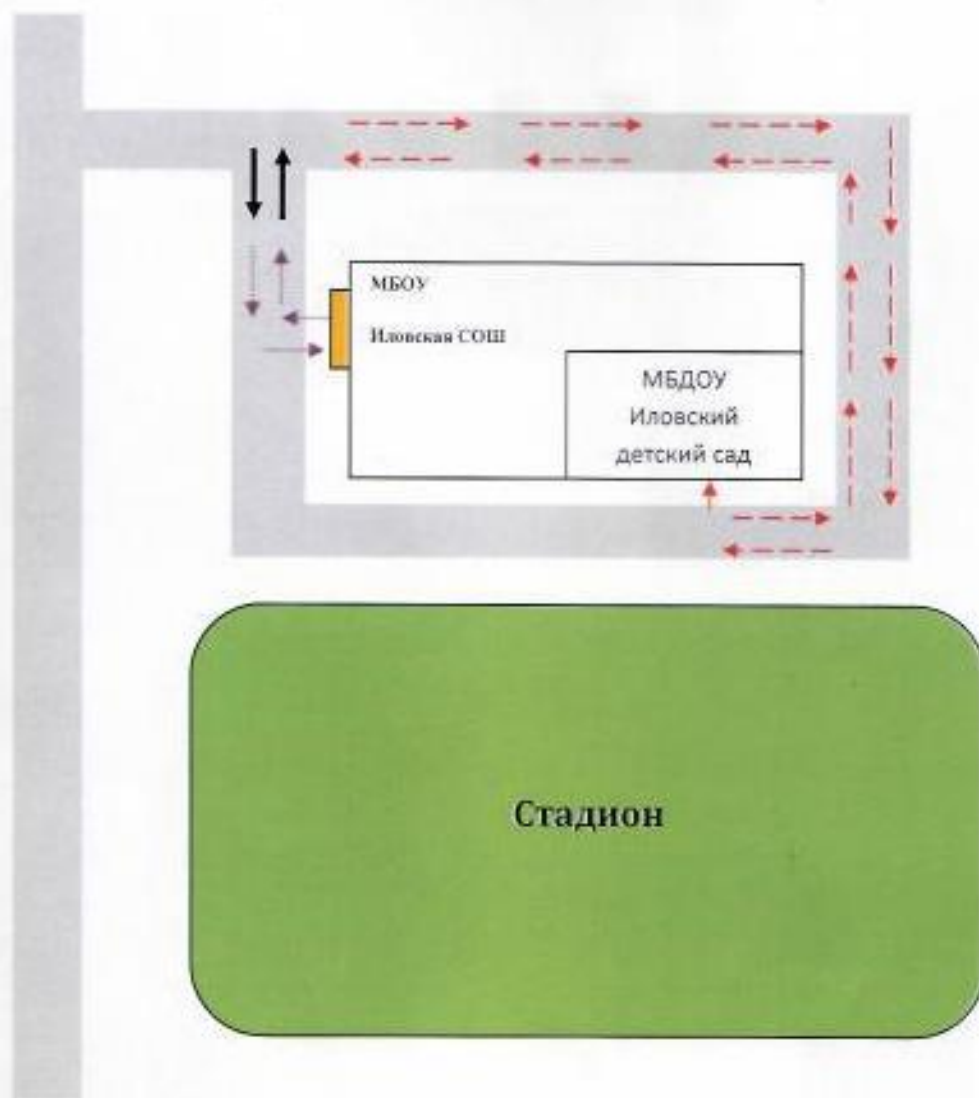 МБОУ
Иловская СОШ
МБДОУ
Иловский
детский сад
Стадион